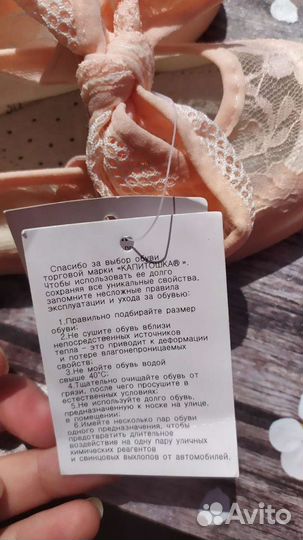 Спасибо за выбор обуви
торговой марки «КАПИТОШКА® ».
Чтобы использовать ее долго
сохраняя все уникальные свойства,
запомните несложные правила
эксплуатации и ухода за обувью:
1.Правильно подбирайте размер
обуви;
2.Не сушите обувь вблизи
непосредственных источников
тепла – это приводит к деформации
и потере влагонепроницаемых
свойств;
3.Не мойте обувь водой
свыше 40°С;
4.Тщательно очищайте обувь от
грязи, после чего просушите в
естественных условиях.
5.Не используйте долго обувь,
предназначенную к носке на улице,
в помещении;
6.Имейте несколько пар обуви
одного предназначения, чтобы
предотвратить длительное
воздействие на одну пару уличных
химических реагентов
и свинцовых выхлопов от автомобилей.
Avito